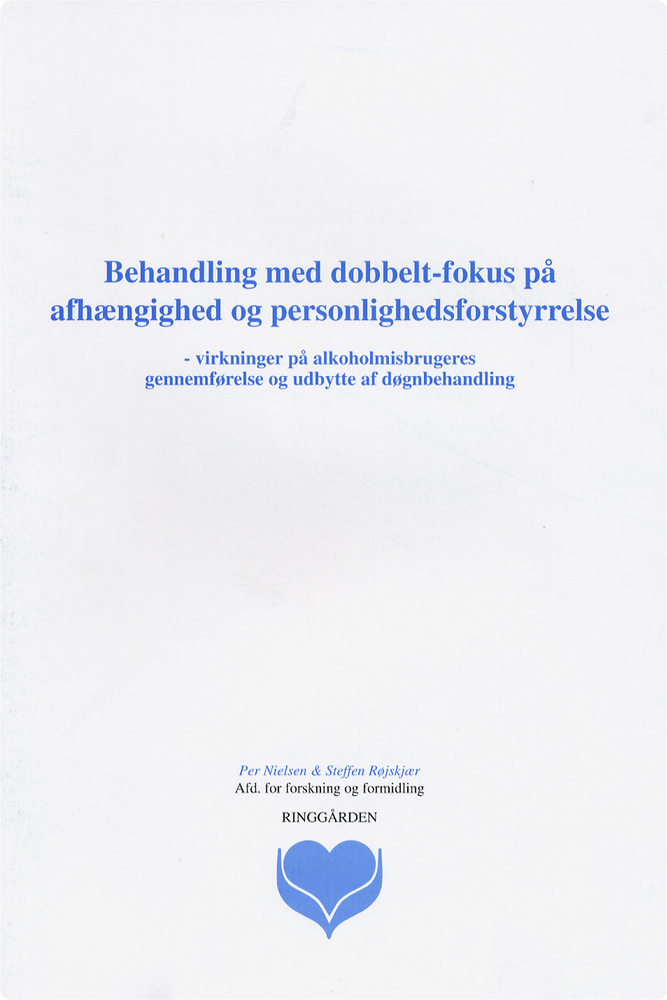 Behandling med dobbelt-fokus på
afhængighed og personlighedsforstyrrelse
- virkninger på alkoholmisbrugeres
gennemførelse og udbytte af døgnbehandling
Per Nielsen & Steffen Røjskjær
Afd. for forskning og formidling
RINGGÅRDEN